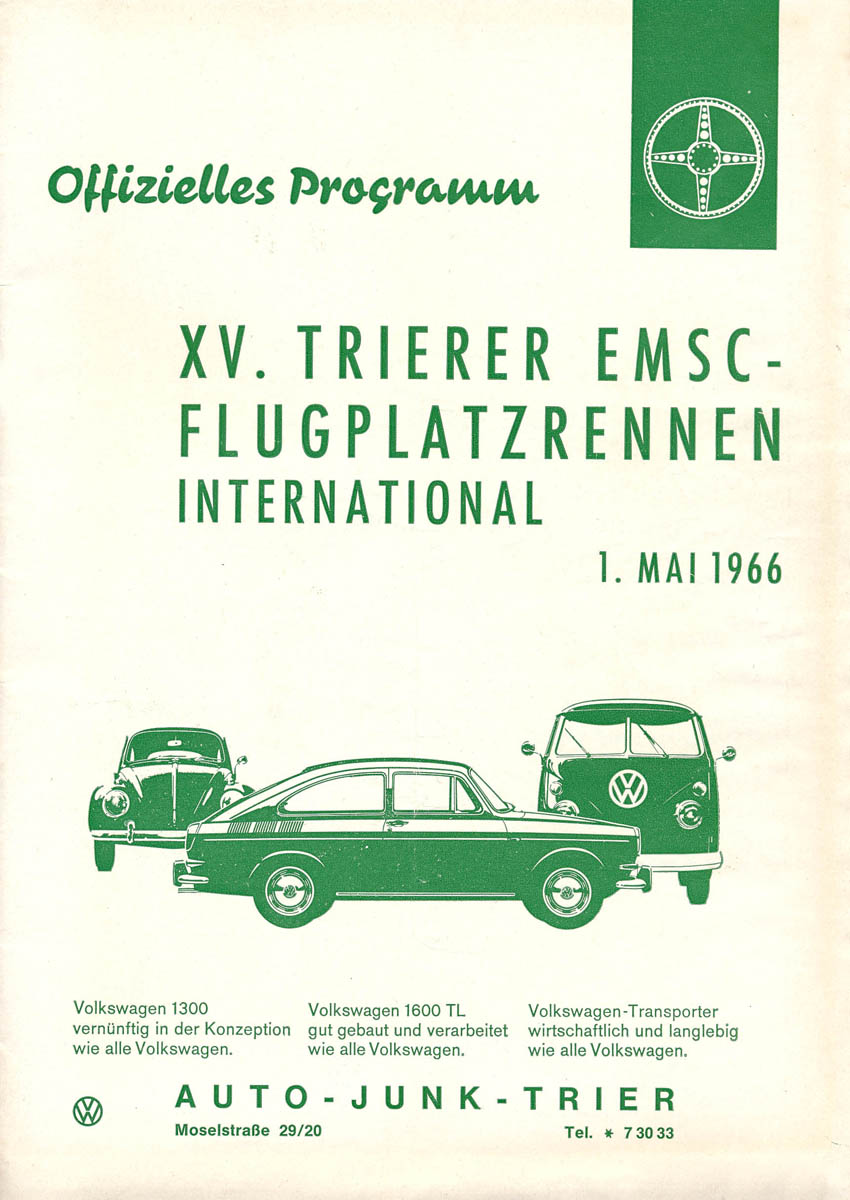 Offizielles Programm
XV. TRIERER EMSC-
FLUGPLATZRENNEN
INTERNATIONAL
1. MAI 1966
Volkswagen 1300
vernünftig in der Konzeption
wie alle Volkswagen.
Volkswagen 1600 TL
gut gebaut und verarbeitet
wie alle Volkswagen.
Volkswagen-Transporter
wirtschaftlich und langlebig
wie alle Volkswagen.
AUTO-JUNK-TRIER
Moselstraße 29/20
Tel. * 7 30 33